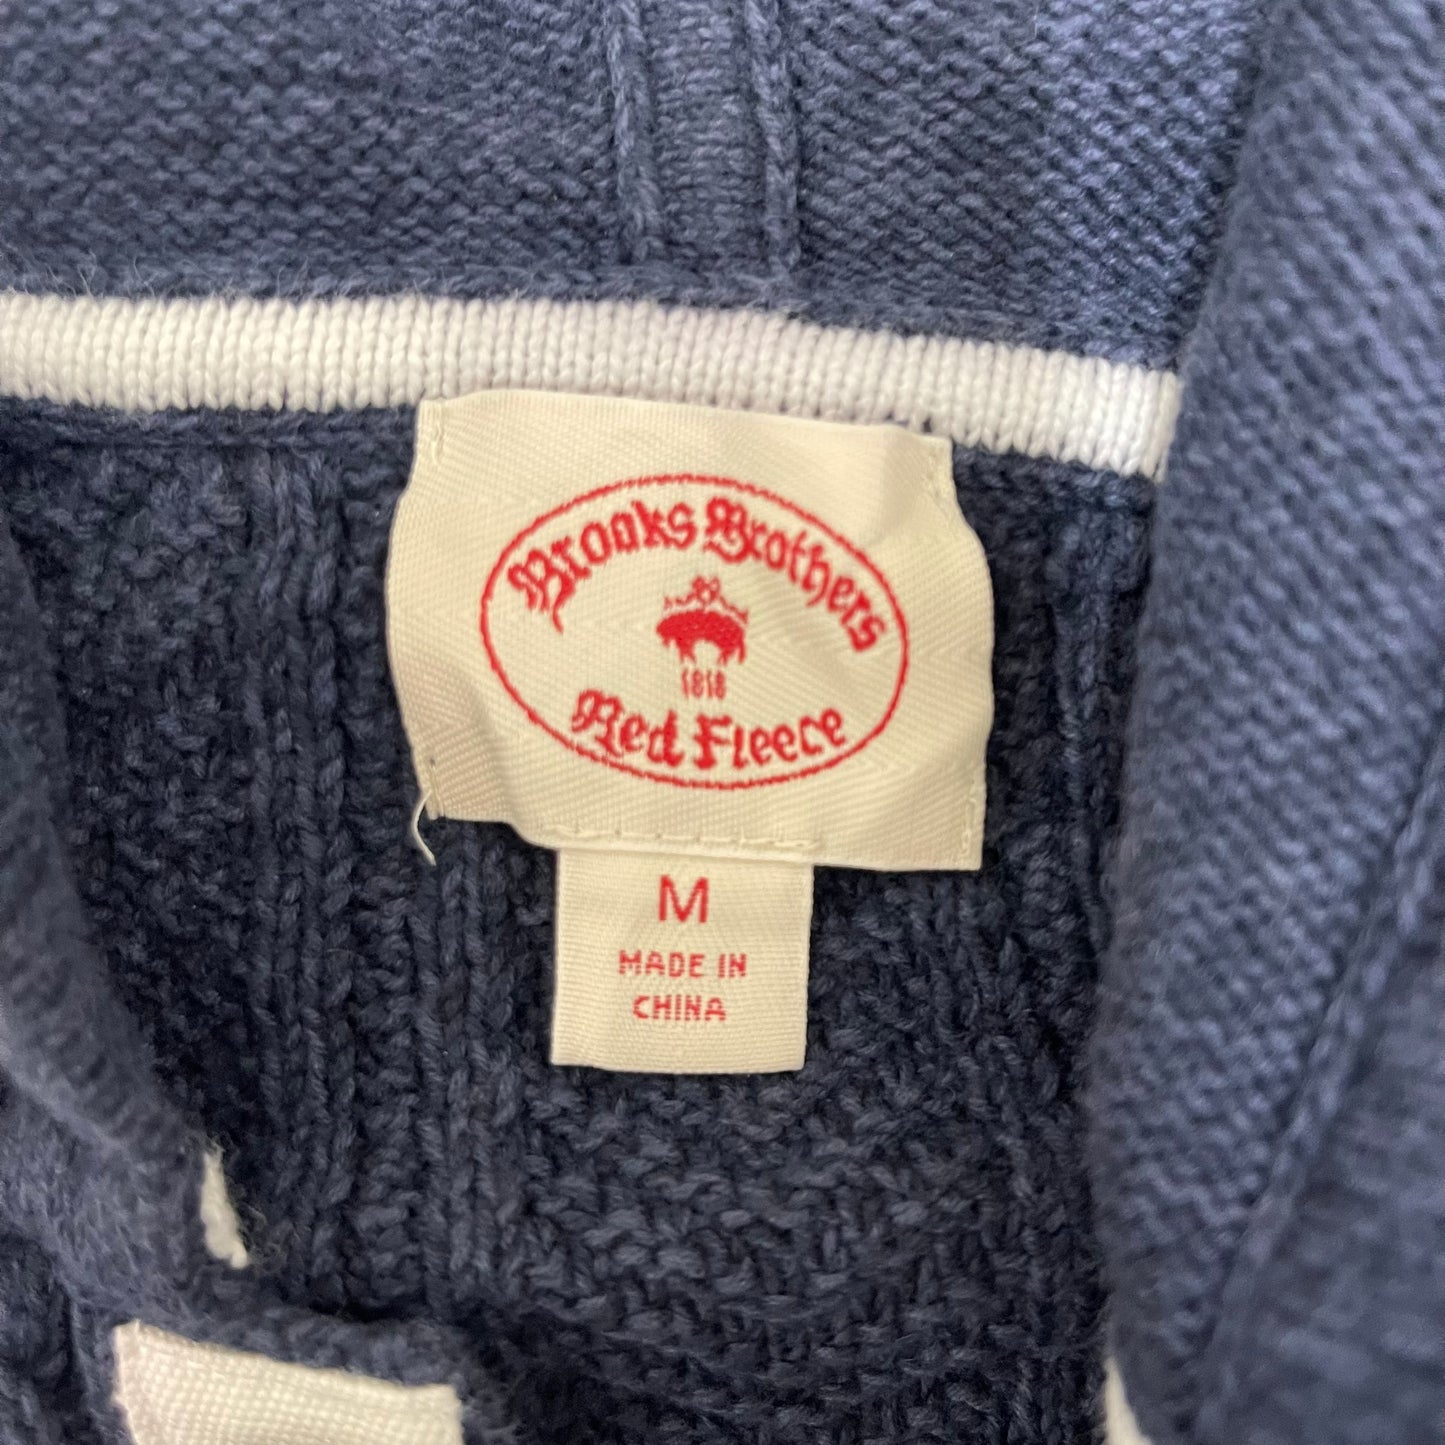 Brooks Brothers
1818
Red Fleece
M
MADE IN
CHINA